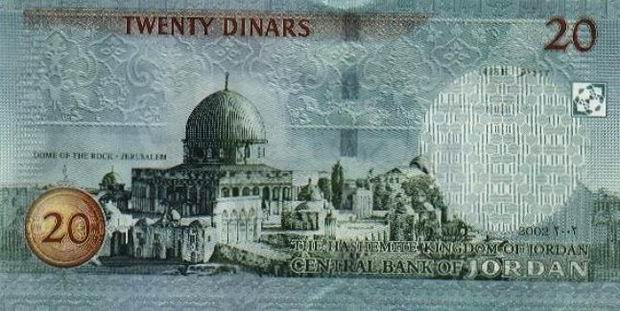 TWENTY DINARS
20
DOME OF THE ROCK - JERUSALEM
20
2002 ٢٠٠٢
THE HASHEMITE KINGDOM OF JORDAN
CENTRAL BANK OF JORDAN